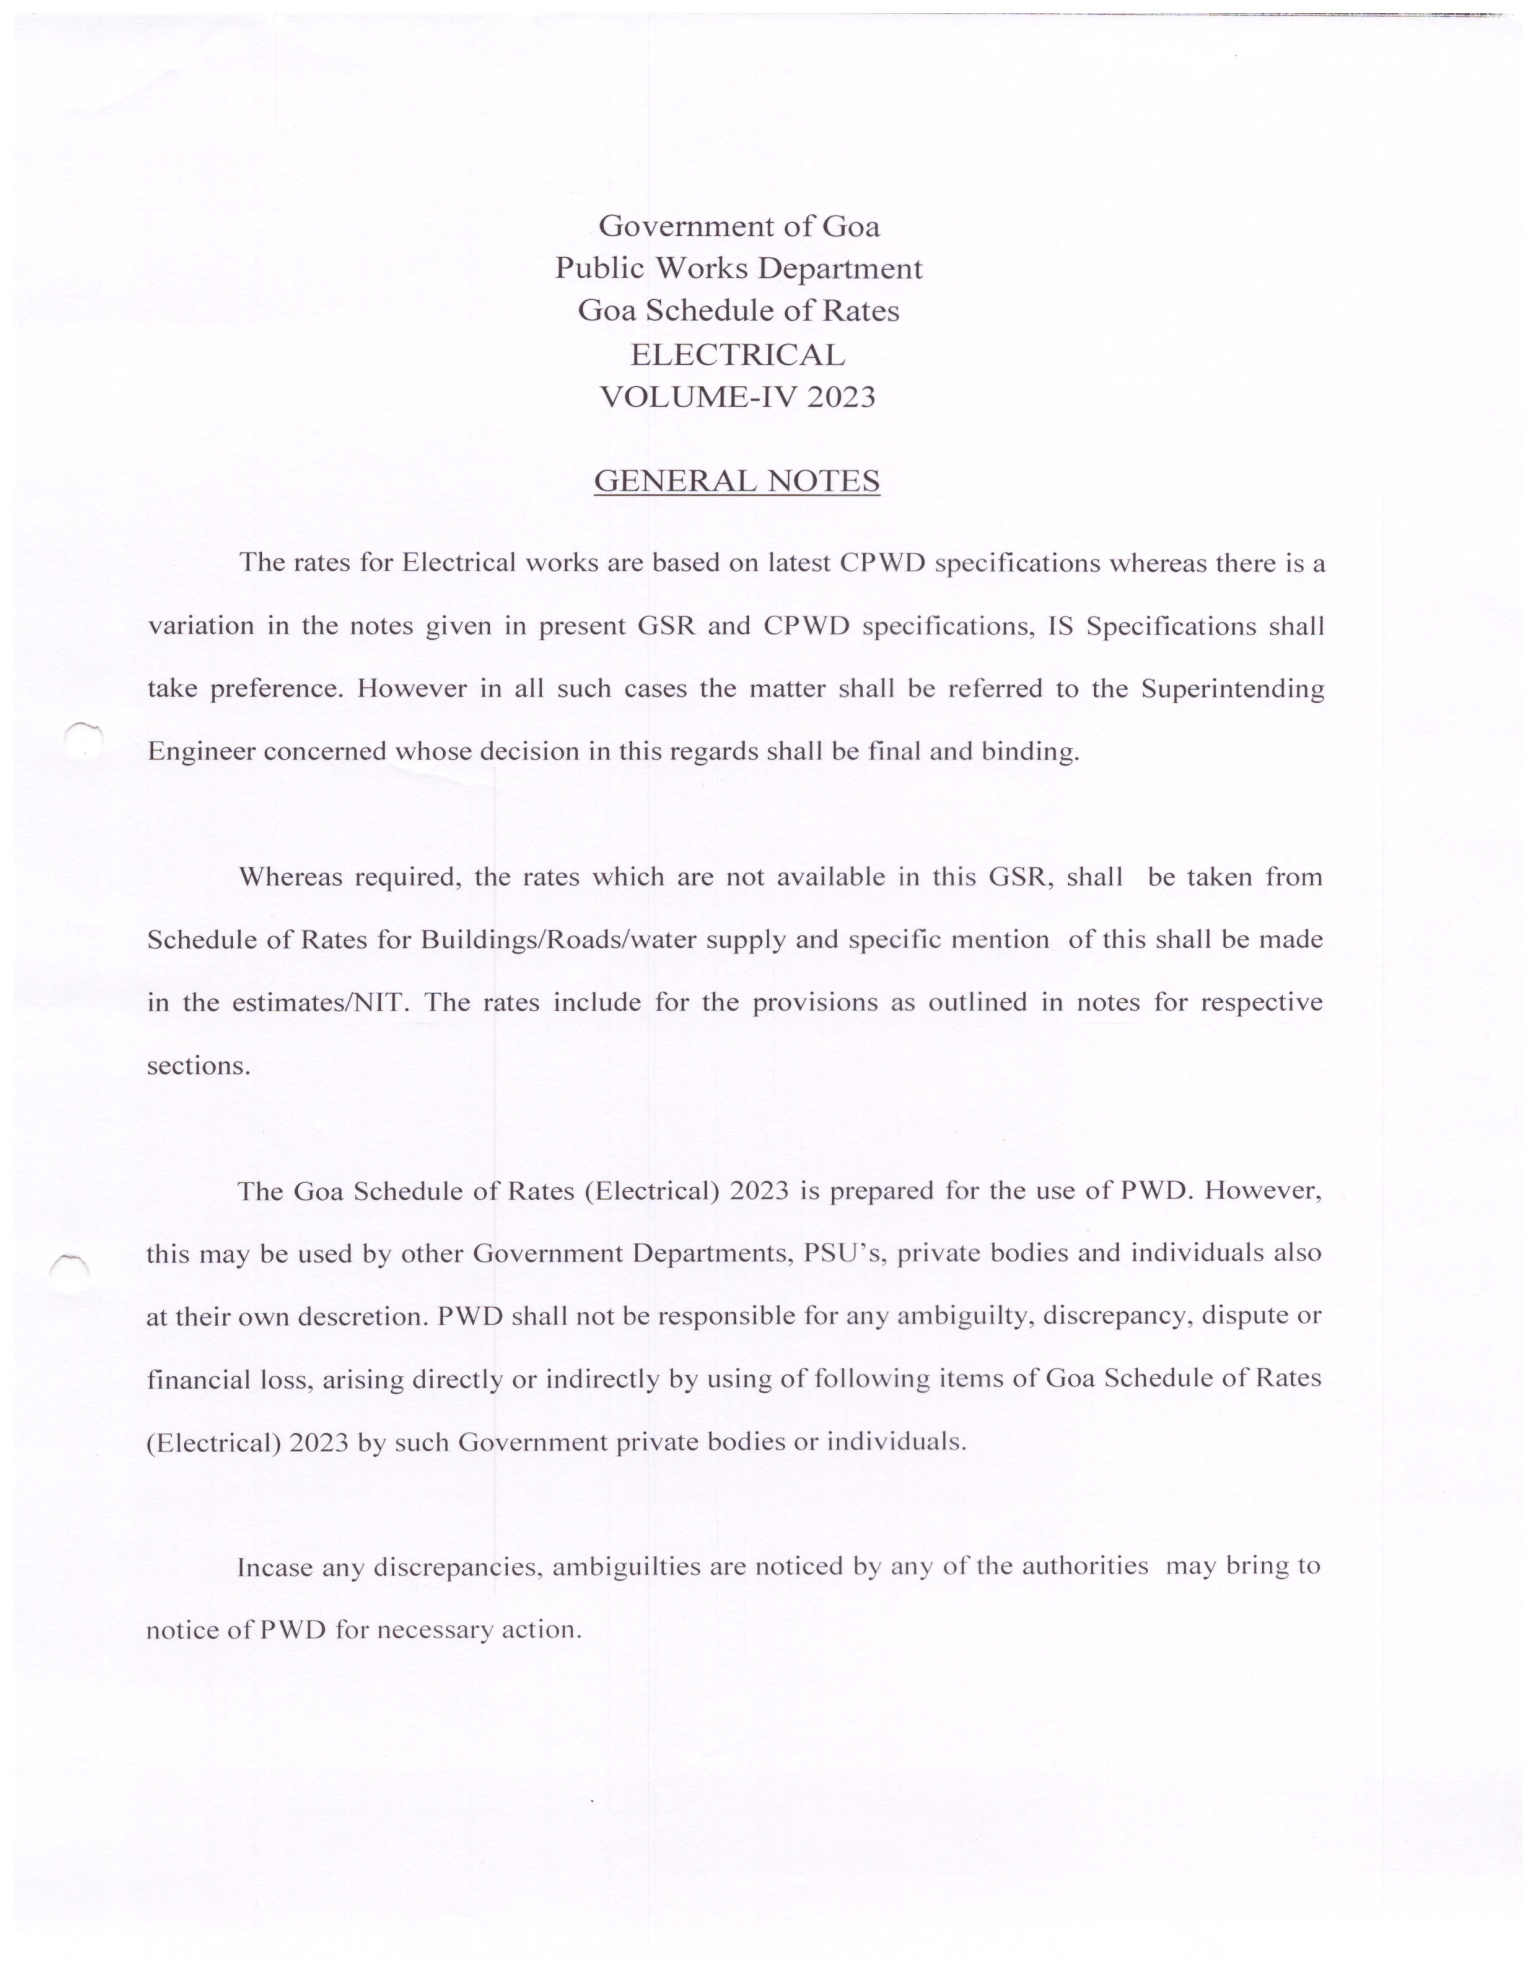 Government of Goa
Public Works Department
Goa Schedule of Rates
ELECTRICAL
VOLUME-IV 2023
GENERAL NOTES
The rates for Electrical works are based on latest CPWD specifications whereas there is a
variation in the notes given in present GSR and CPWD specifications, IS Specifications shall
take preference. However in all such cases the matter shall be referred to the Superintending
Engineer concerned whose decision in this regards shall be final and binding.
Whereas required, the rates which are not available in this GSR, shall be taken from
Schedule of Rates for Buildings/Roads/water supply and specific mention of this shall be made
in the estimates/NIT. The rates include for the provisions as outlined in notes for respective
sections.
The Goa Schedule of Rates (Electrical) 2023 is prepared for the use of PWD. However,
this may be used by other Government Departments, PSU's, private bodies and individuals also
at their own descretion. PWD shall not be responsible for any ambiguilty, discrepancy, dispute or
financial loss, arising directly or indirectly by using of following items of Goa Schedule of Rates
(Electrical) 2023 by such Government private bodies or individuals.
Incase any discrepancies, ambiguilties are noticed by any of the authorities may bring to
notice of PWD for necessary action.